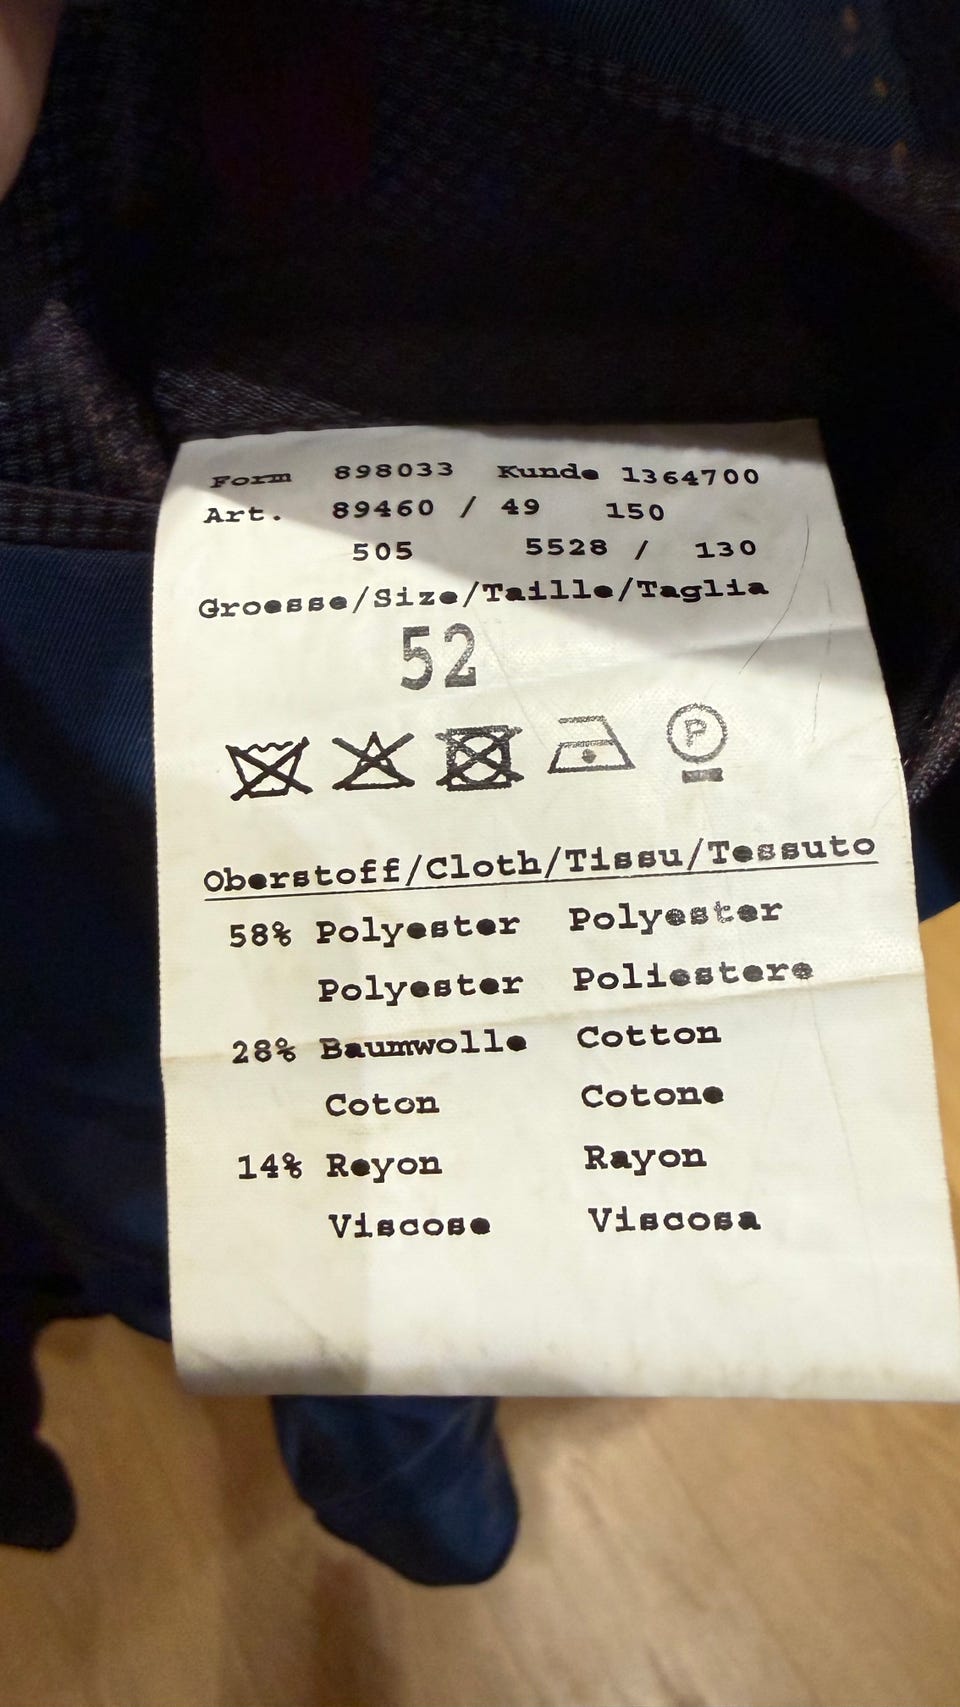 Form 898033 Kunde 1364700
Art. 89460 / 49 150
505 5528 / 130
Groesse/Size/Taille/Taglia
52
P
Oberstoff/Cloth/Tissu/Tessuto
58% Polyester Polyester
Polyester Poliestere
28% Baumwolle Cotton
Coton Cotone
14% Reyon Rayon
Viscose Viscosa